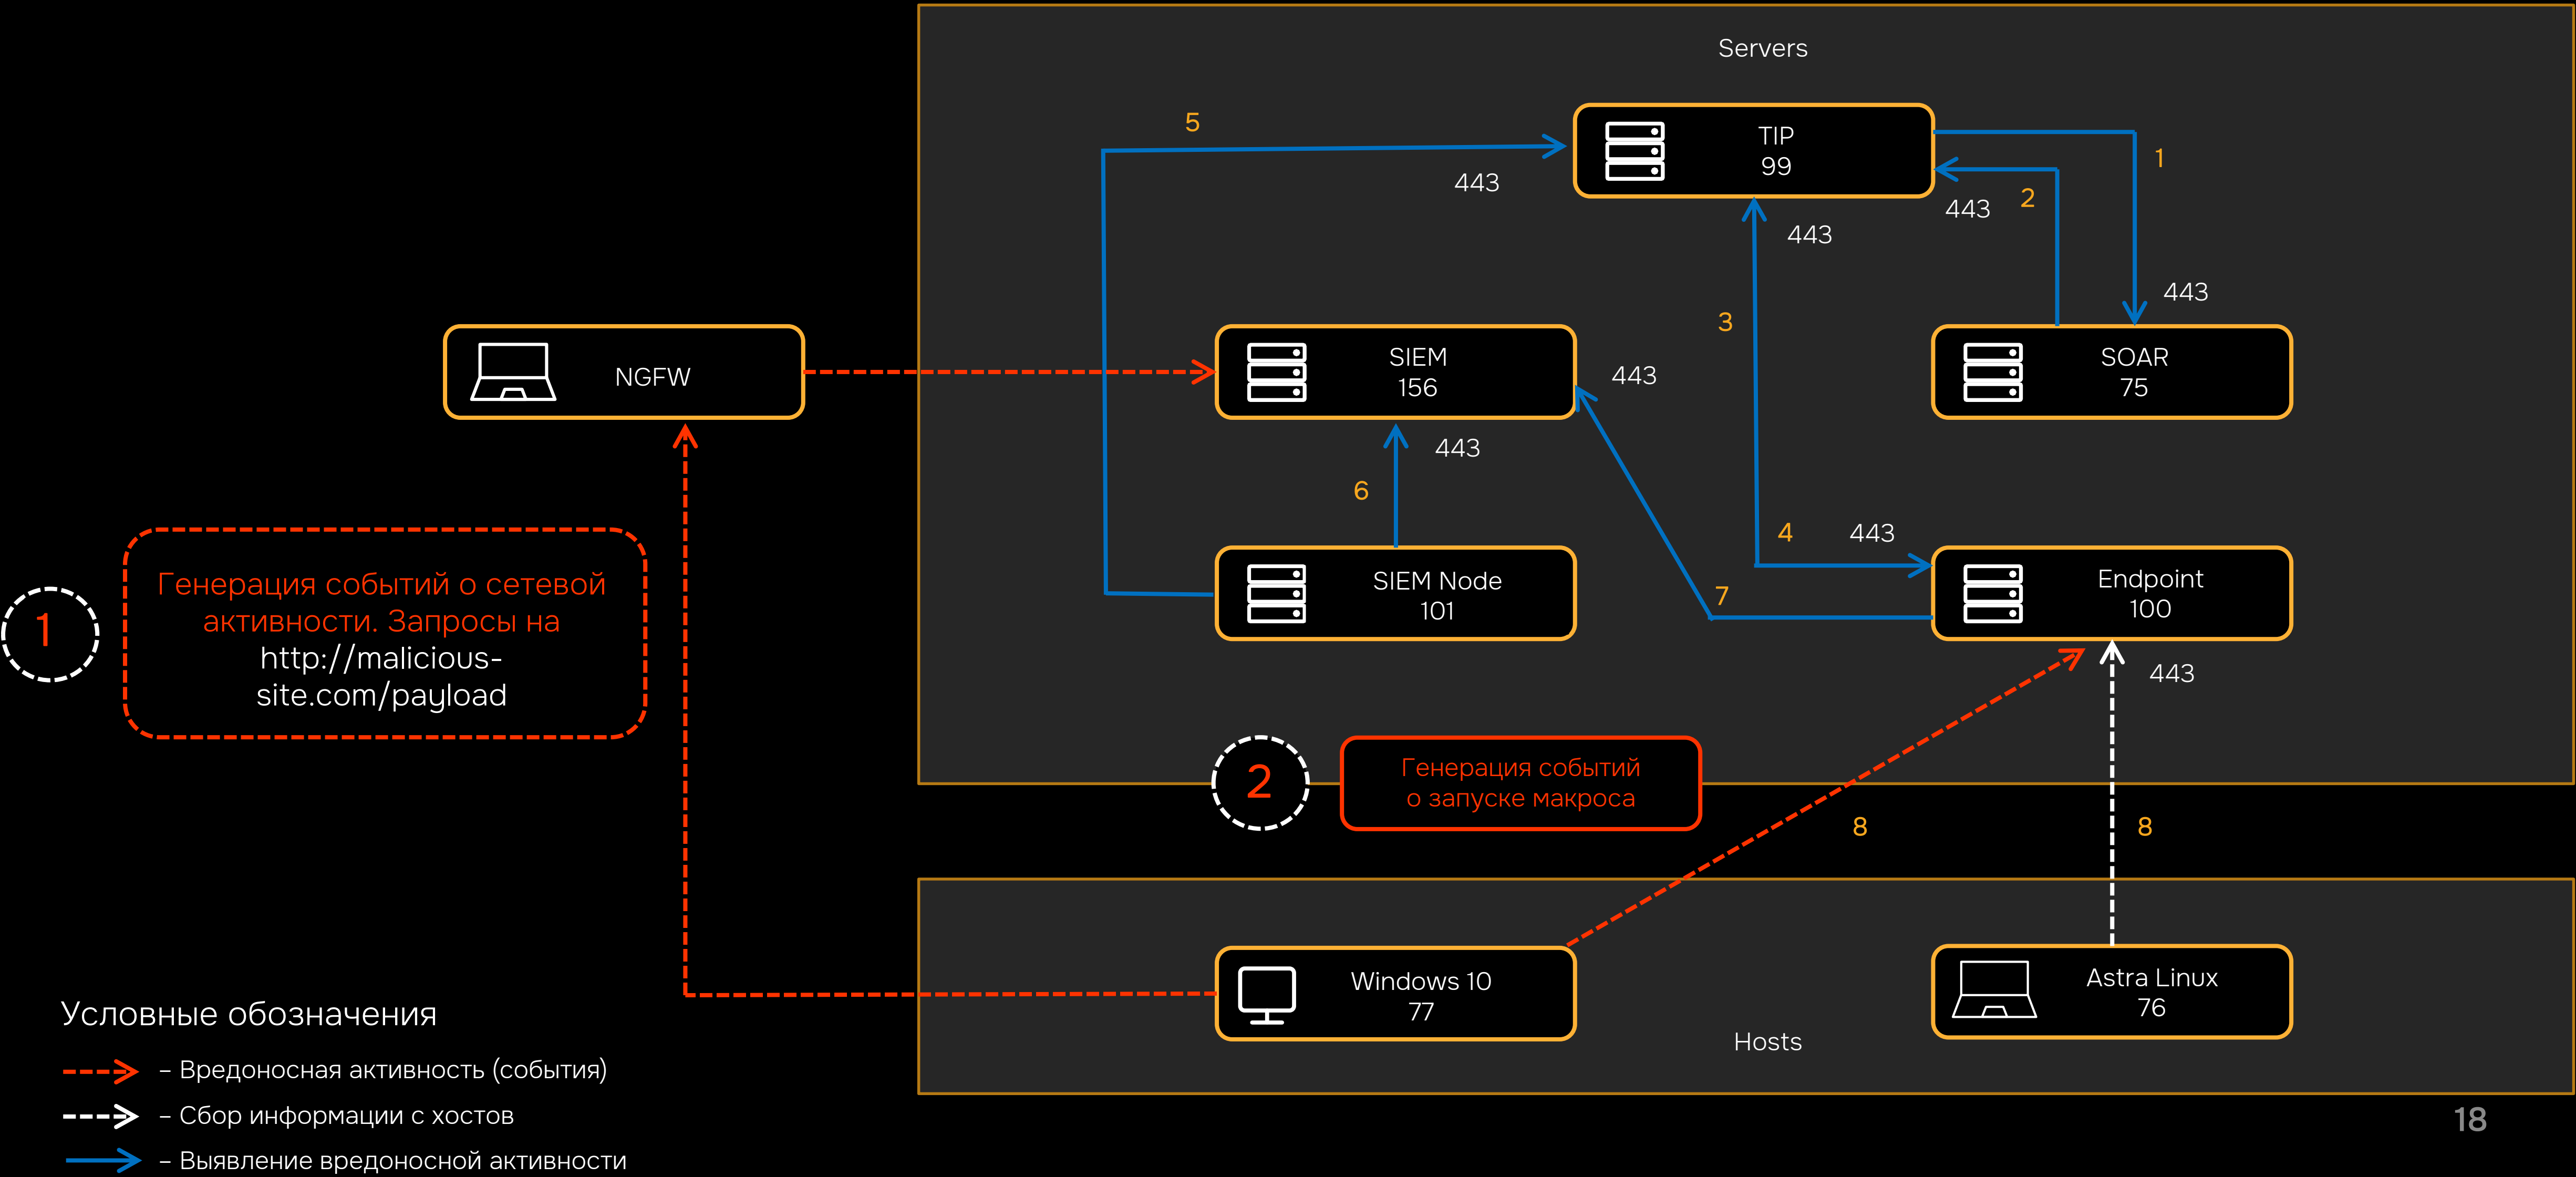 Servers
5
TIP
99
1
443
2
443
443
3
443
NGFW
SIEM
156
443
SOAR
75
443
6
4
443
SIEM Node
101
7
Endpoint
100
443
1
Генерация событий о сетевой
активности. Запросы на
http://malicious-
site.com/payload
2
Генерация событий
о запуске макроса
8
8
Windows 10
77
Astra Linux
76
Hosts
Условные обозначения
– Вредоносная активность (события)
– Сбор информации с хостов
– Выявление вредоносной активности
18